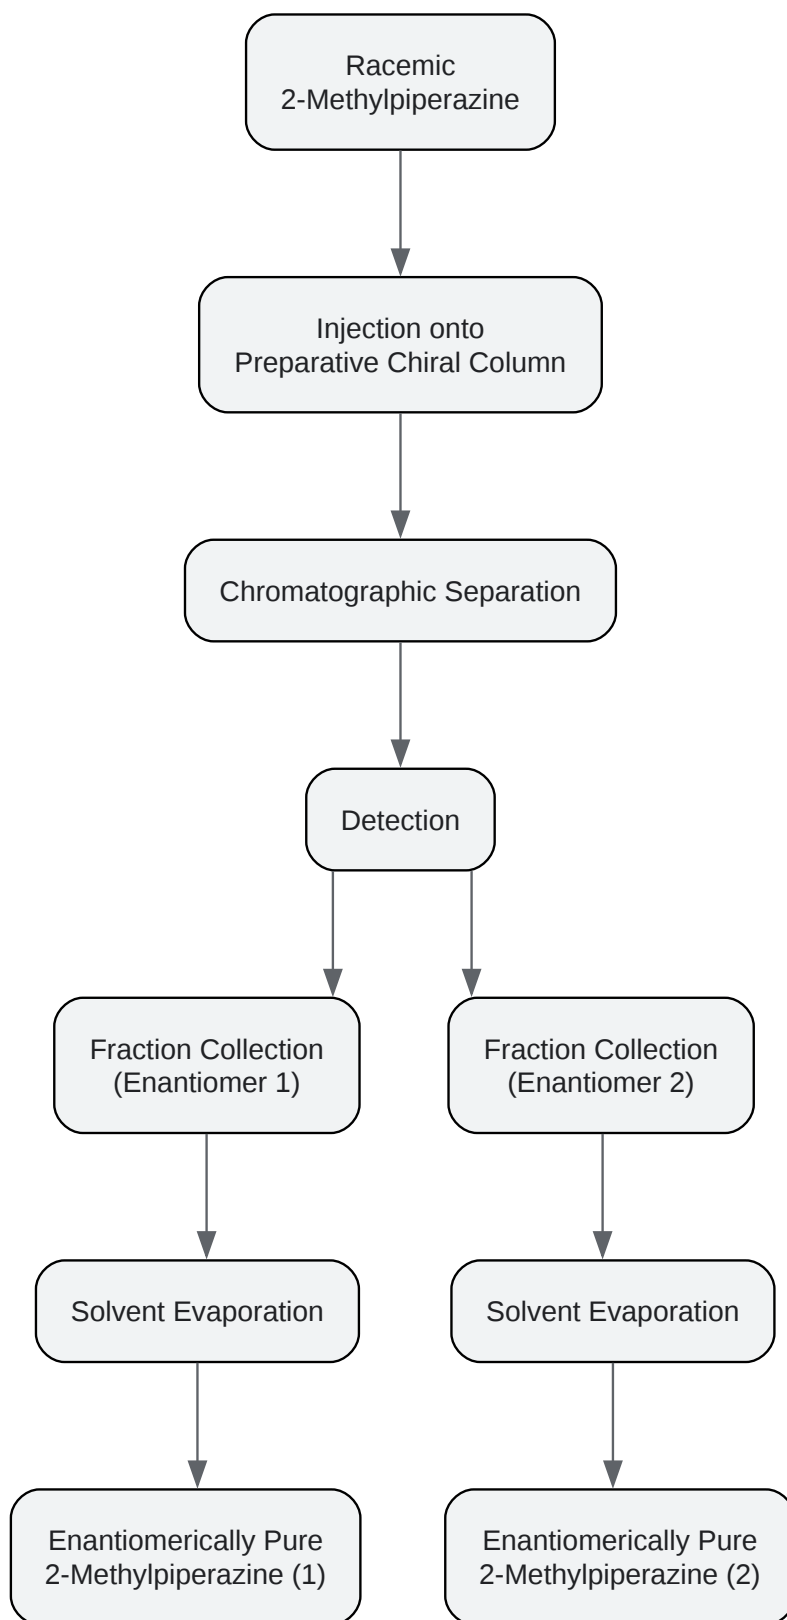 Racemic
2-Methylpiperazine
Injection onto
Preparative Chiral Column
Chromatographic Separation
Detection
Fraction Collection
(Enantiomer 1)
Fraction Collection
(Enantiomer 2)
Solvent Evaporation
Solvent Evaporation
Enantiomerically Pure
2-Methylpiperazine (1)
Enantiomerically Pure
2-Methylpiperazine (2)